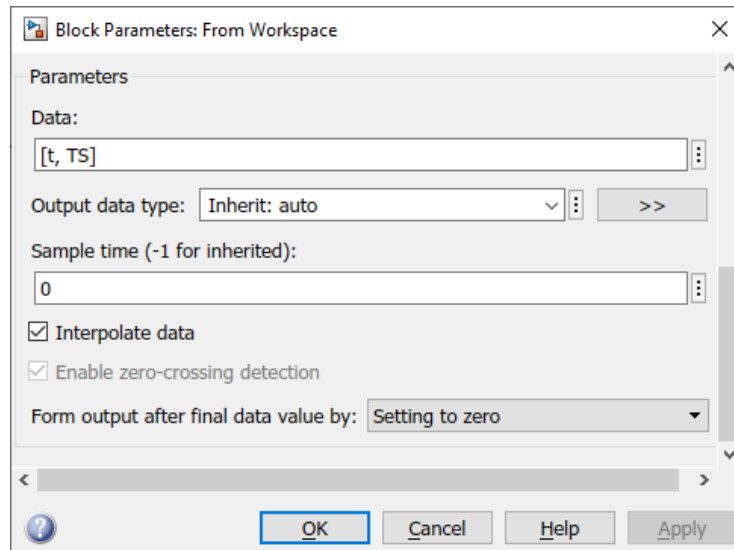 Block Parameters: From Workspace
Parameters
Data:
[t, TS]
Output data type: Inherit: auto >>
Sample time (-1 for inherited):
0
Interpolate data
Enable zero-crossing detection
Form output after final data value by: Setting to zero
OK Cancel Help Apply